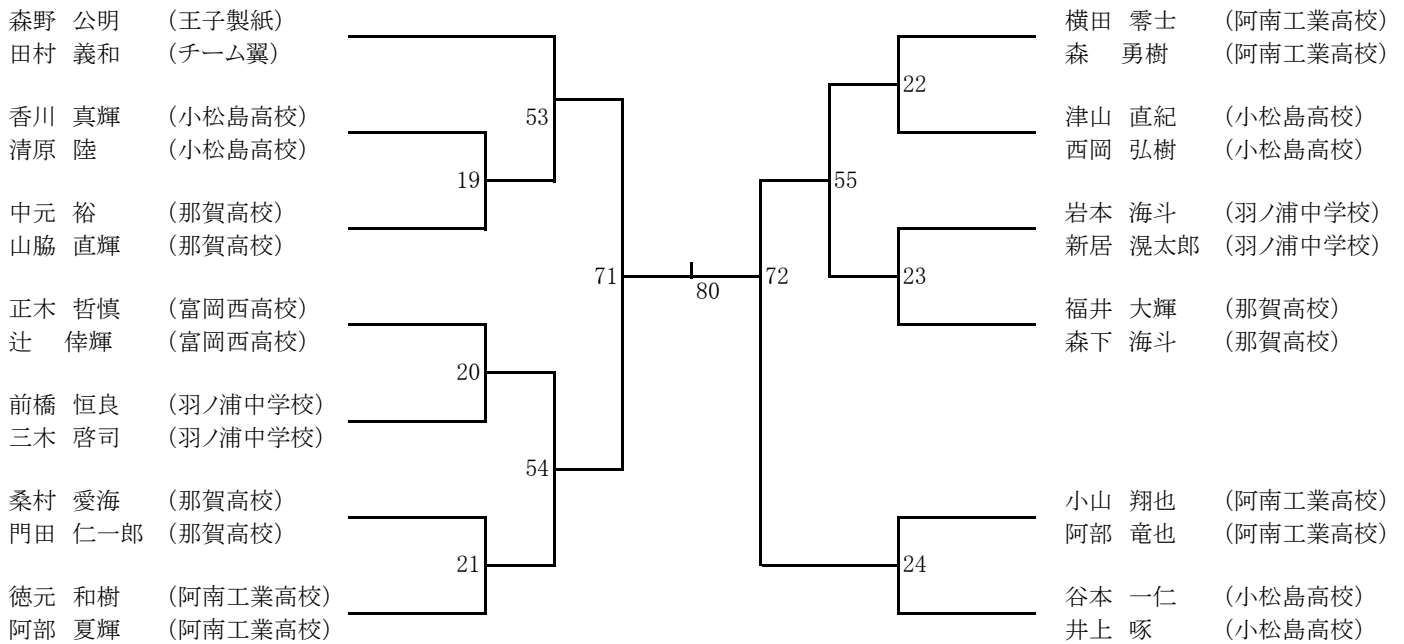 森野 公明 (王子製紙)
田村 義和 (チーム翼)
香川 真輝 (小松島高校)
清原 陸 (小松島高校)
中元 裕 (那賀高校)
山脇 直輝 (那賀高校)
正木 哲慎 (富岡西高校)
辻 倖輝 (富岡西高校)
前橋 恒良 (羽ノ浦中学校)
三木 啓司 (羽ノ浦中学校)
桑村 愛海 (那賀高校)
門田 仁一郎 (那賀高校)
徳元 和樹 (阿南工業高校)
阿部 夏輝 (阿南工業高校)
53
19
71
20
54
21
80
72
22
55
23
24
横田 零士 (阿南工業高校)
森 勇樹 (阿南工業高校)
津山 直紀 (小松島高校)
西岡 弘樹 (小松島高校)
岩本 海斗 (羽ノ浦中学校)
新居 滉太郎 (羽ノ浦中学校)
福井 大輝 (那賀高校)
森下 海斗 (那賀高校)
小山 翔也 (阿南工業高校)
阿部 竜也 (阿南工業高校)
谷本 一仁 (小松島高校)
井上 啄 (小松島高校)